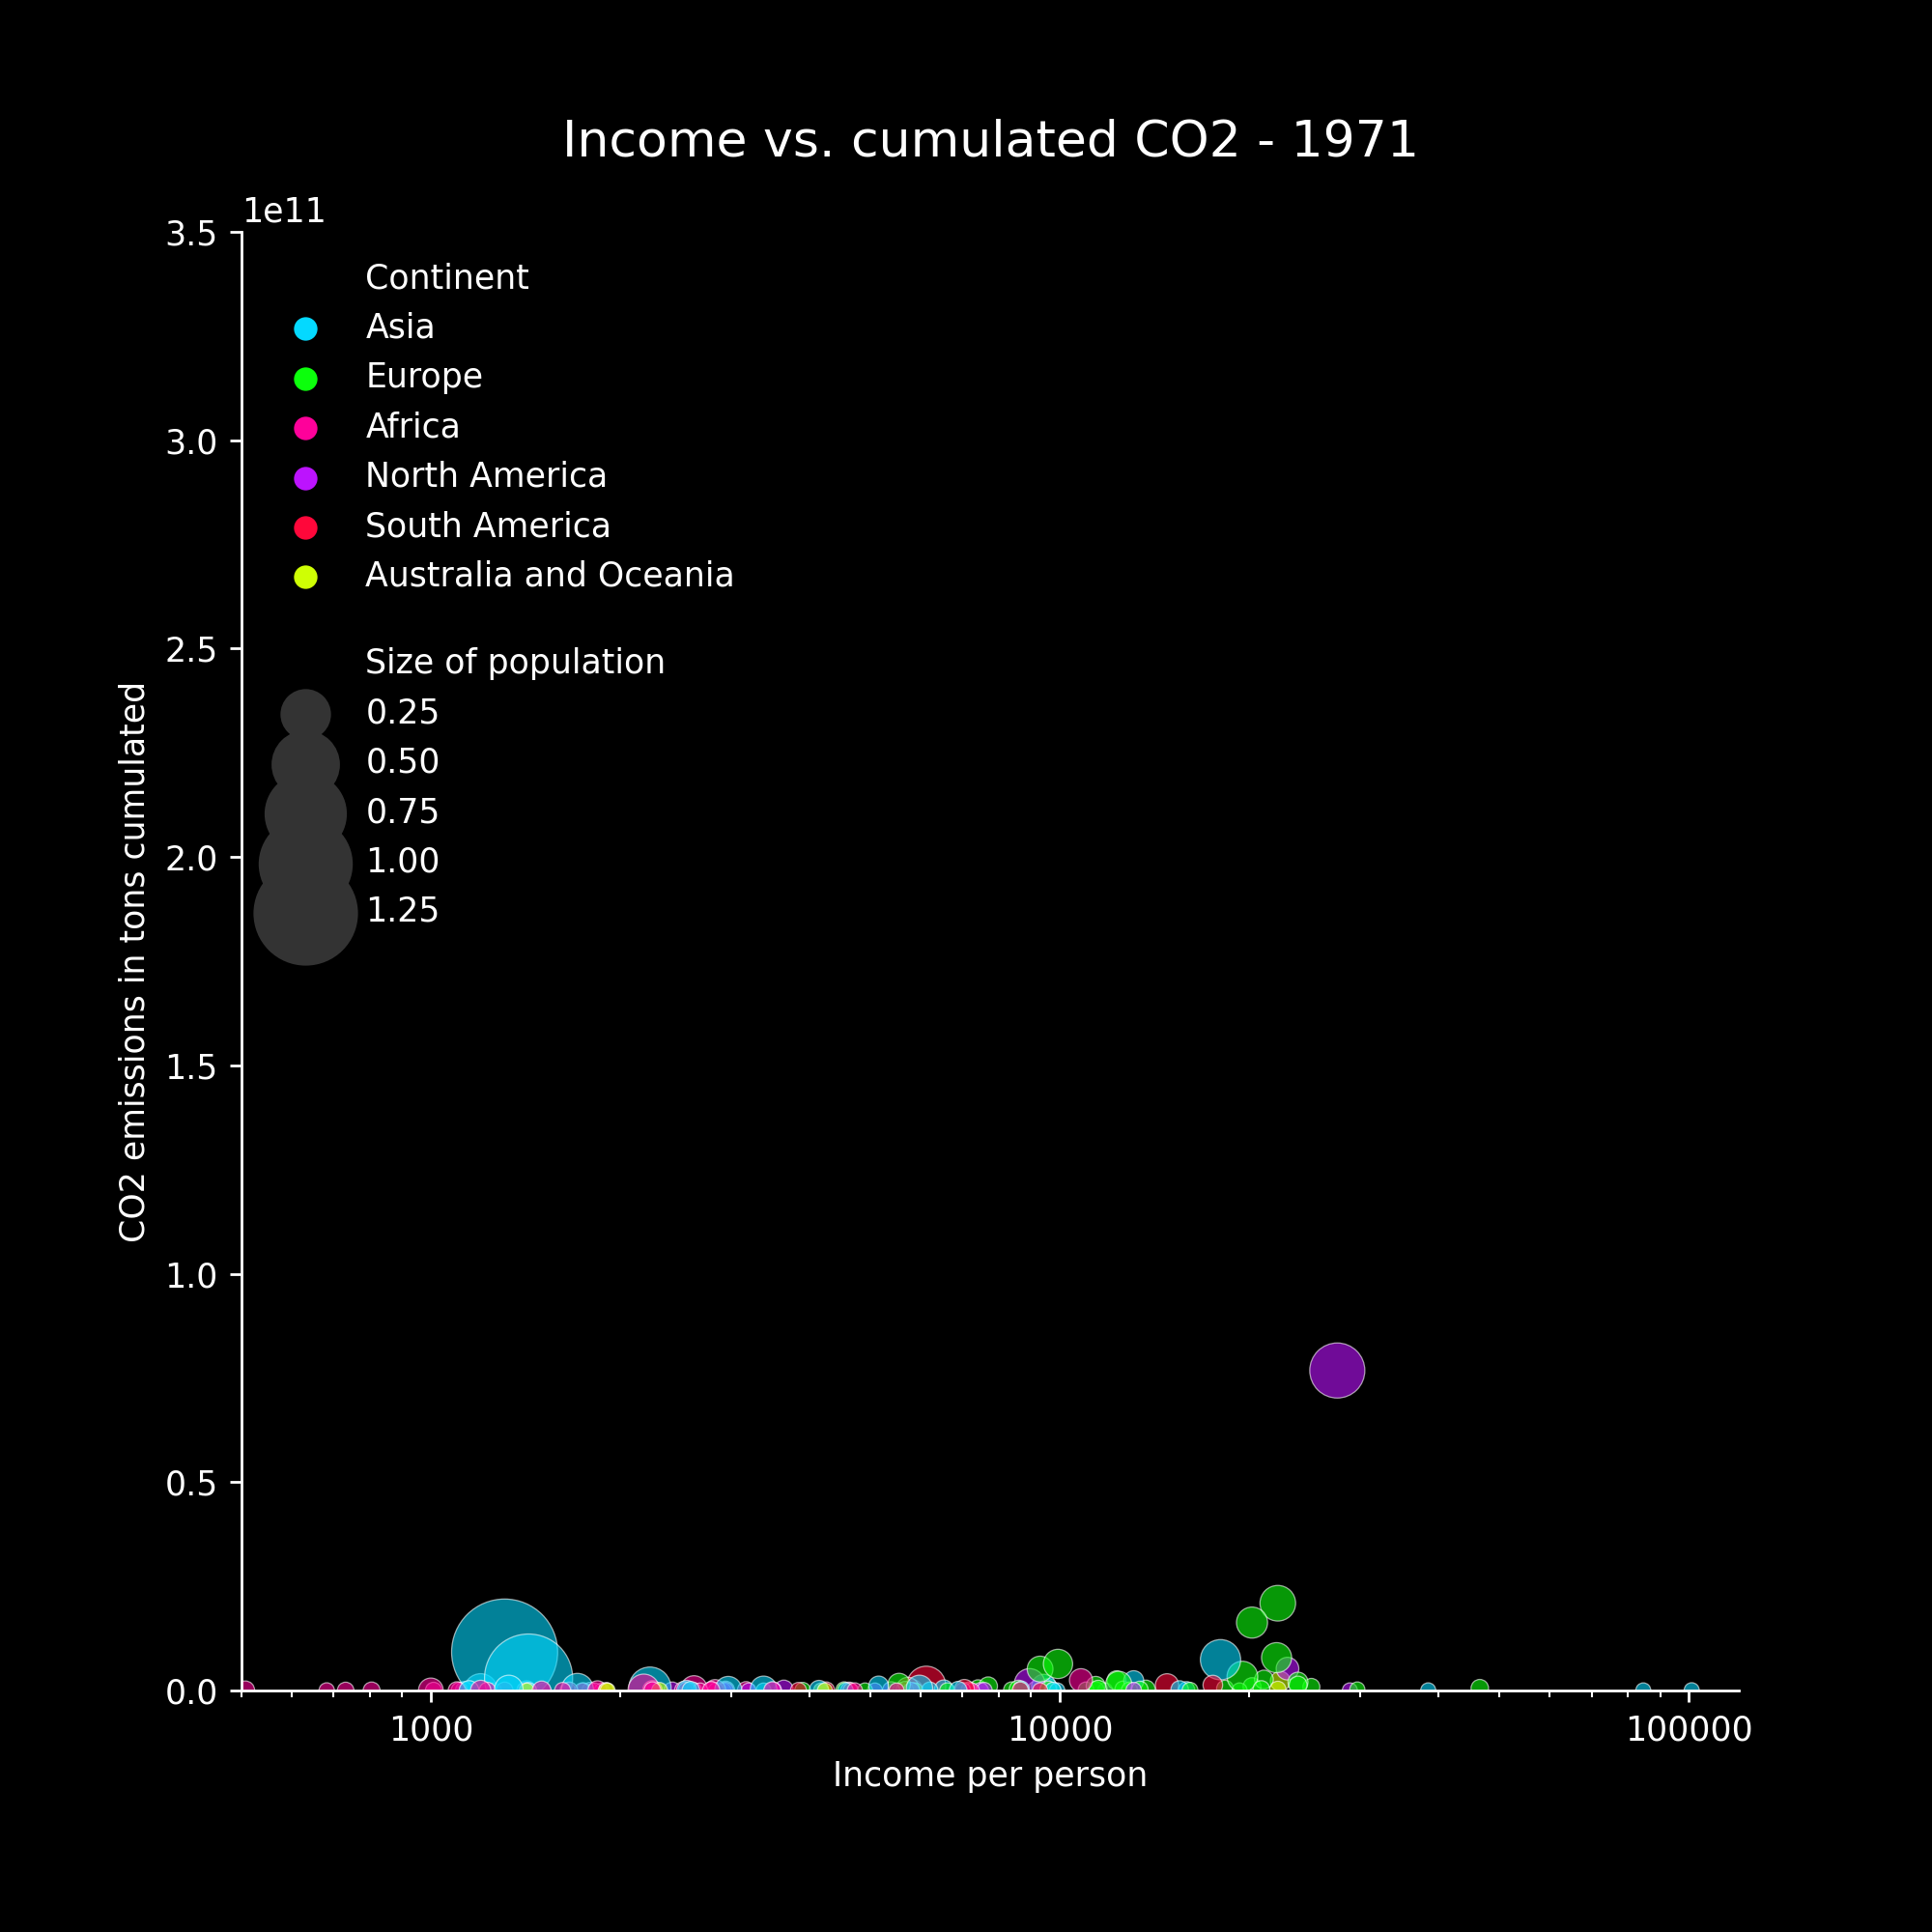 Income vs. cumulated CO2 - 1971
1e11
3.5
3.0
2.5
2.0
1.5
1.0
0.5
0.0
CO2 emissions in tons cumulated
Continent
Asia
Europe
Africa
North America
South America
Australia and Oceania
Size of population
0.25
0.50
0.75
1.00
1.25
1000 10000 100000
Income per person